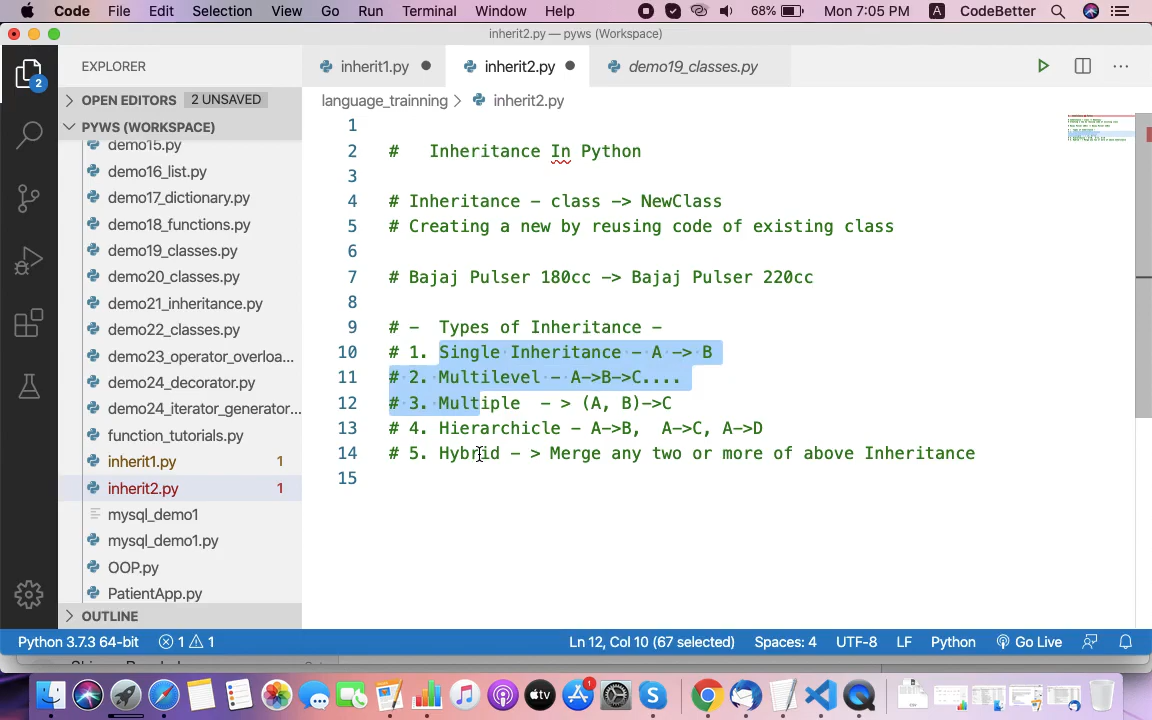 Code File Edit Selection View Go Run Terminal Window Help 68% Mon 7:05 PM A CodeBetter
inherit2.py — pyws (Workspace)
EXPLORER
inherit1.py
inherit2.py
demo19_classes.py
2
OPEN EDITORS 2 UNSAVED
language_trainning > inherit2.py
PYWS (WORKSPACE)
demo15.py
demo16_list.py
demo17_dictionary.py
demo18_functions.py
demo19_classes.py
demo20_classes.py
demo21_inheritance.py
demo22_classes.py
demo23_operator_overloa...
demo24_decorator.py
demo24_iterator_generator...
function_tutorials.py
inherit1.py 1
inherit2.py 1
mysql_demo1
mysql_demo1.py
OOP.py
PatientApp.py
OUTLINE
1
2 # Inheritance In Python
3
4 # Inheritance - class -> NewClass
5 # Creating a new by reusing code of existing class
6
7 # Bajaj Pulser 180cc -> Bajaj Pulser 220cc
8
9 # - Types of Inheritance -
10 # 1. Single Inheritance - A -> B
11 # 2. Multilevel - A->B->C....
12 # 3. Multiple - > (A, B)->C
13 # 4. Hierarchicle - A->B, A->C, A->D
14 # 5. Hybrid - > Merge any two or more of above Inheritance
15
Python 3.7.3 64-bit 1 1 Ln 12, Col 10 (67 selected) Spaces: 4 UTF-8 LF Python Go Live
tv
1